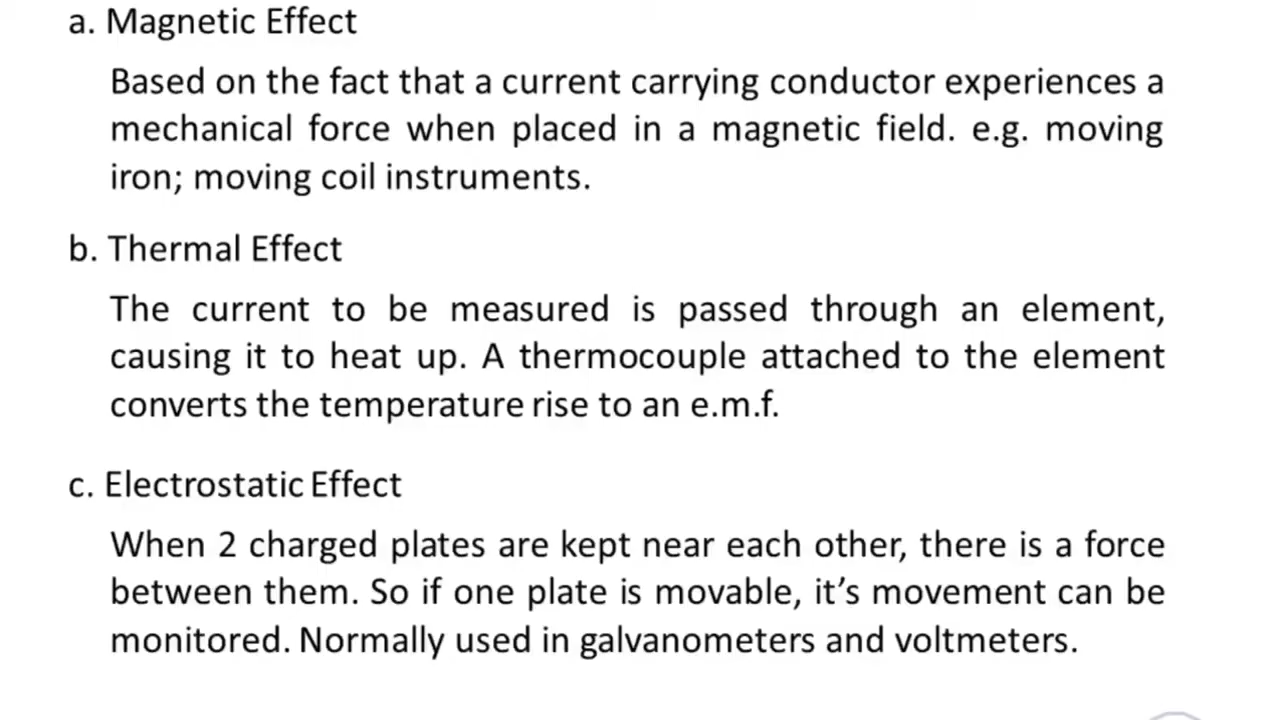 a. Magnetic Effect
Based on the fact that a current carrying conductor experiences a
mechanical force when placed in a magnetic field. e.g. moving
iron; moving coil instruments.
b. Thermal Effect
The current to be measured is passed through an element,
causing it to heat up. A thermocouple attached to the element
converts the temperature rise to an e.m.f.
c. Electrostatic Effect
When 2 charged plates are kept near each other, there is a force
between them. So if one plate is movable, it’s movement can be
monitored. Normally used in galvanometers and voltmeters.